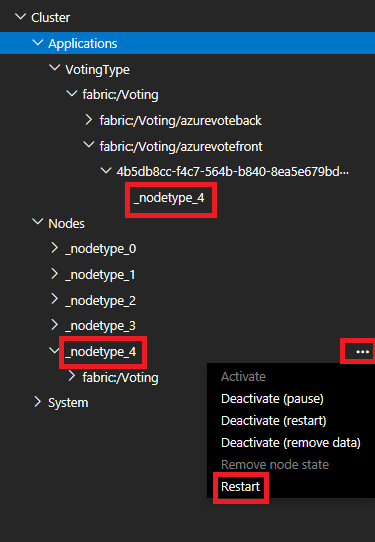 Cluster
Applications
VotingType
fabric:/Voting
fabric:/Voting/azurevoteback
fabric:/Voting/azurevotefront
4b5db8cc-f4c7-564b-b840-8ea5e679bd...
_nodetype_4
Nodes
_nodetype_0
_nodetype_1
_nodetype_2
_nodetype_3
_nodetype_4
...
fabric:/Voting
System
Activate
Deactivate (pause)
Deactivate (restart)
Deactivate (remove data)
Remove node state
Restart